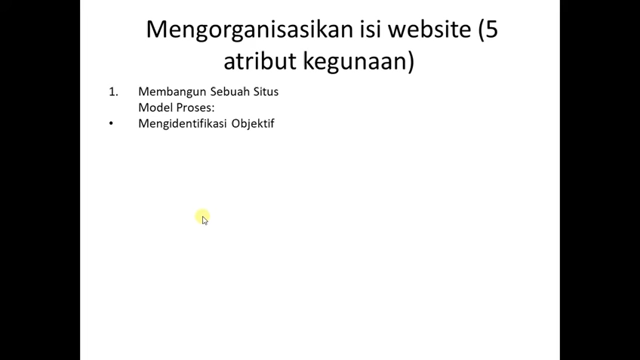 Mengorganisasikan isi website (5
atribut kegunaan)
1. Membangun Sebuah Situs
Model Proses:
• Mengidentifikasi Objektif